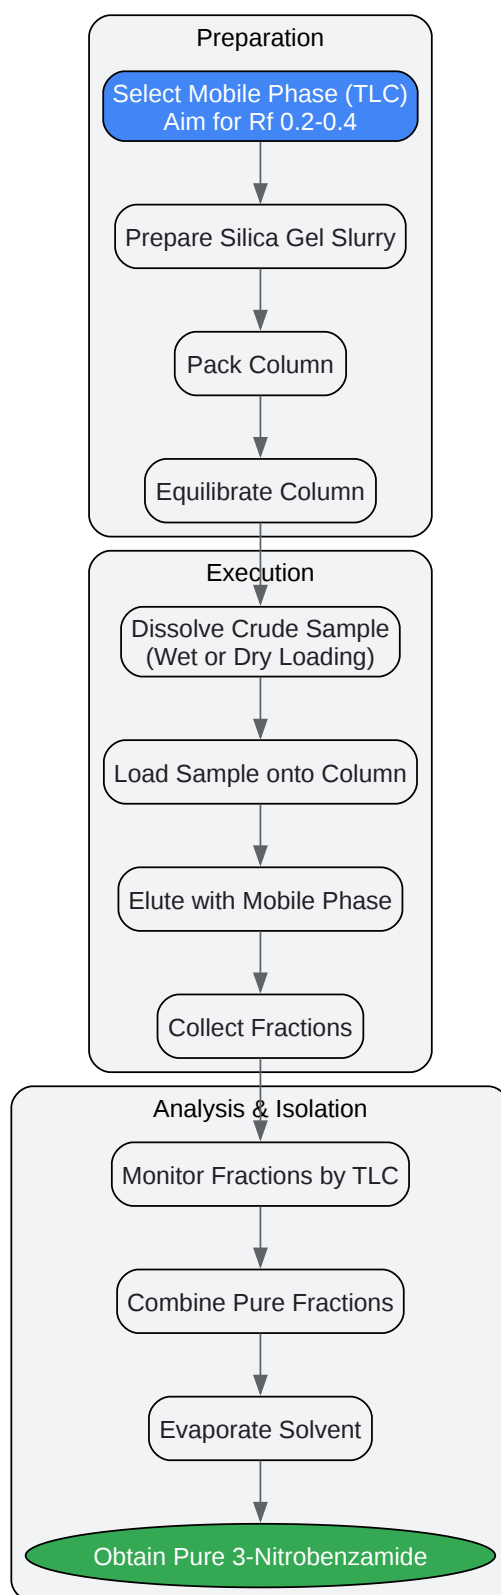 Preparation
Select Mobile Phase (TLC)
Aim for Rf 0.2-0.4
Prepare Silica Gel Slurry
Pack Column
Equilibrate Column
Execution
Dissolve Crude Sample
(Wet or Dry Loading)
Load Sample onto Column
Elute with Mobile Phase
Collect Fractions
Analysis & Isolation
Monitor Fractions by TLC
Combine Pure Fractions
Evaporate Solvent
Obtain Pure 3-Nitrobenzamide